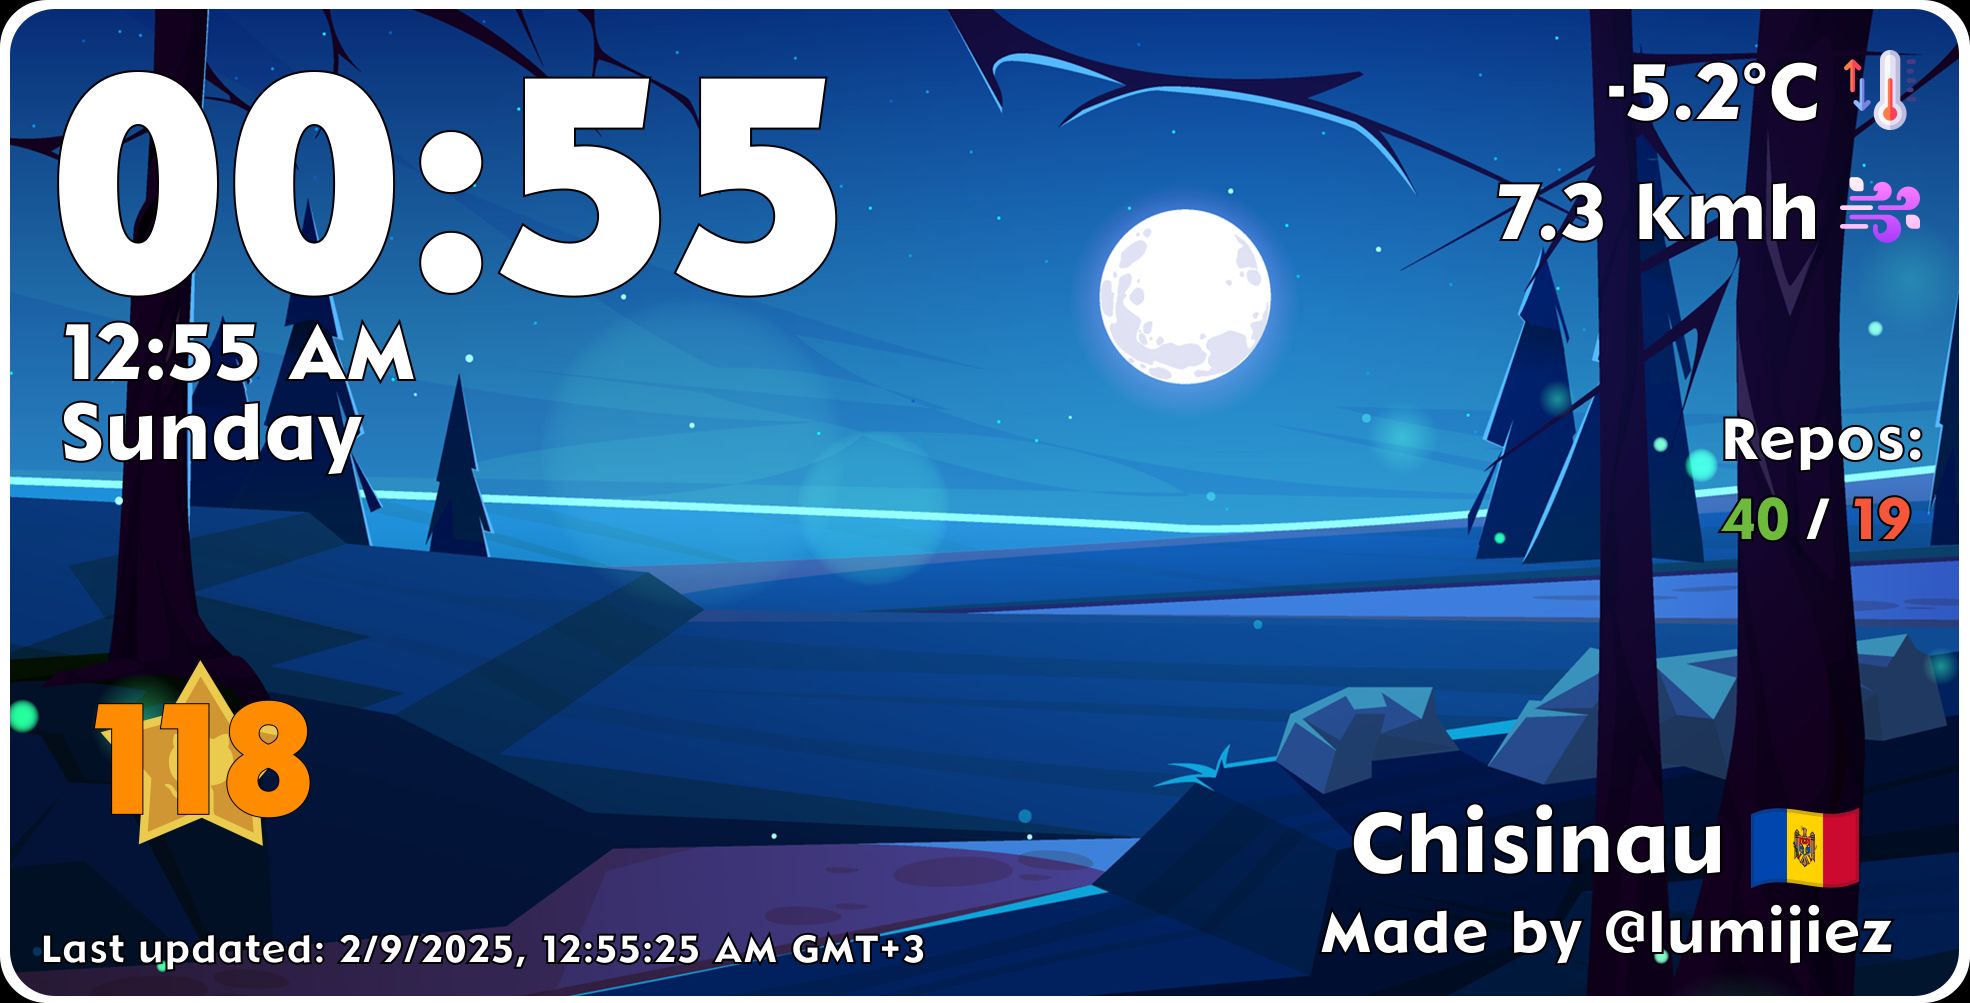 00:55
12:55 AM
Sunday
-5.2°C
7.3 kmh
Repos:
40 / 19
118
Chisinau
Made by @lumijiez
Last updated: 2/9/2025, 12:55:25 AM GMT+3